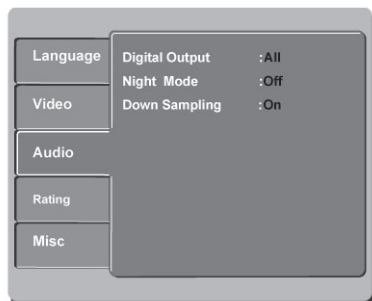 Language
Video
Audio
Rating
Misc
Digital Output :All
Night Mode :Off
Down Sampling :On